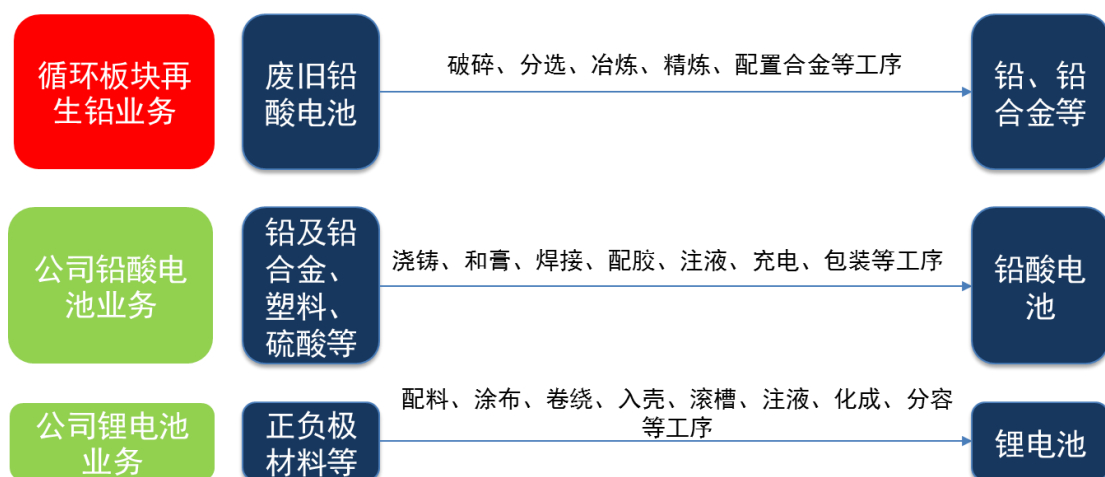 循环板块再
生铅业务
废旧铅
酸电池
破碎、分选、冶炼、精炼、配置合金等工序
铅、铅
合金等
公司铅酸电
池业务
铅及铅
合金、
塑料、
硫酸等
浇铸、和膏、焊接、配胶、注液、充电、包装等工序
铅酸电
池
公司锂电池
业务
正负极
材料等
配料、涂布、卷绕、入壳、滚槽、注液、化成、分容
等工序
锂电池